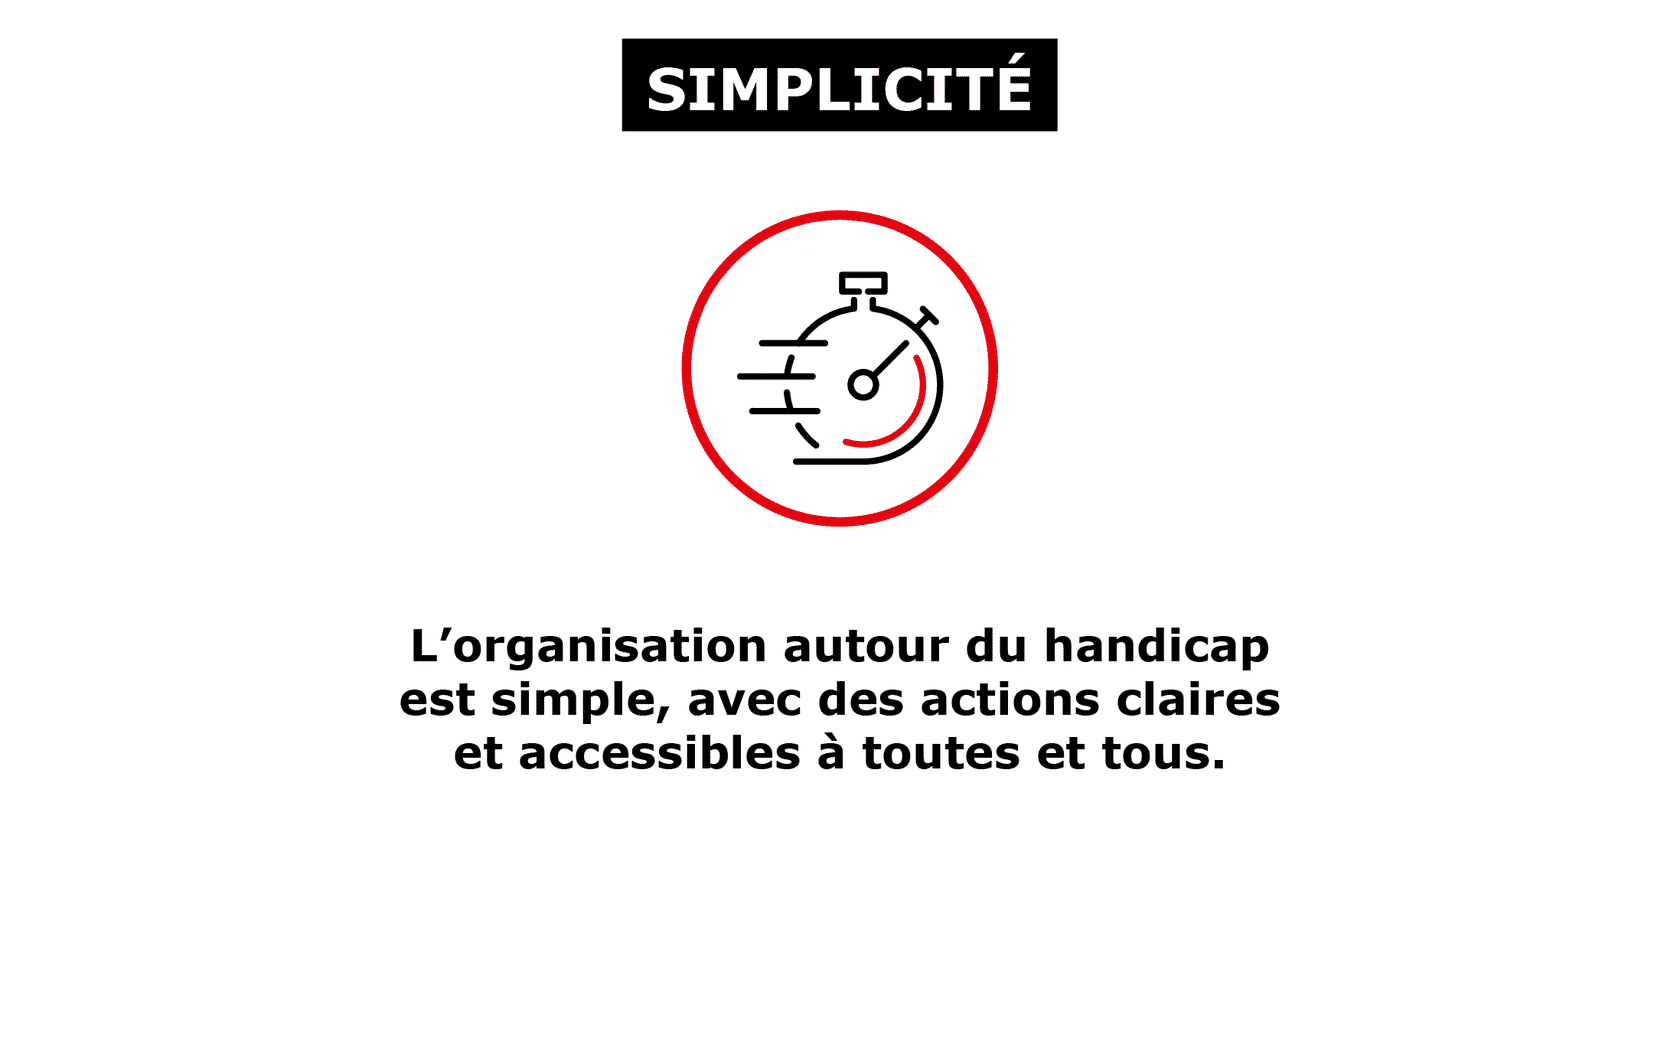 SIMPLICITÉ
L’organisation autour du handicap
est simple, avec des actions claires
et accessibles à toutes et tous.